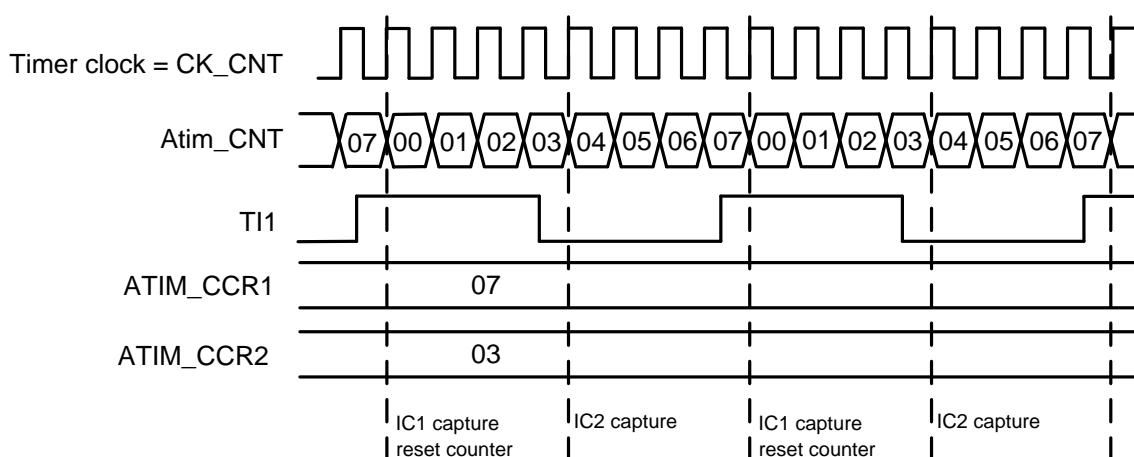 Timer clock = CK_CNT
Atim_CNT
07 00 01 02 03 04 05 06 07 00 01 02 03 04 05 06 07
TI1
ATIM_CCR1
07
ATIM_CCR2
03
IC1 capture
reset counter
IC2 capture
IC1 capture
reset counter
IC2 capture